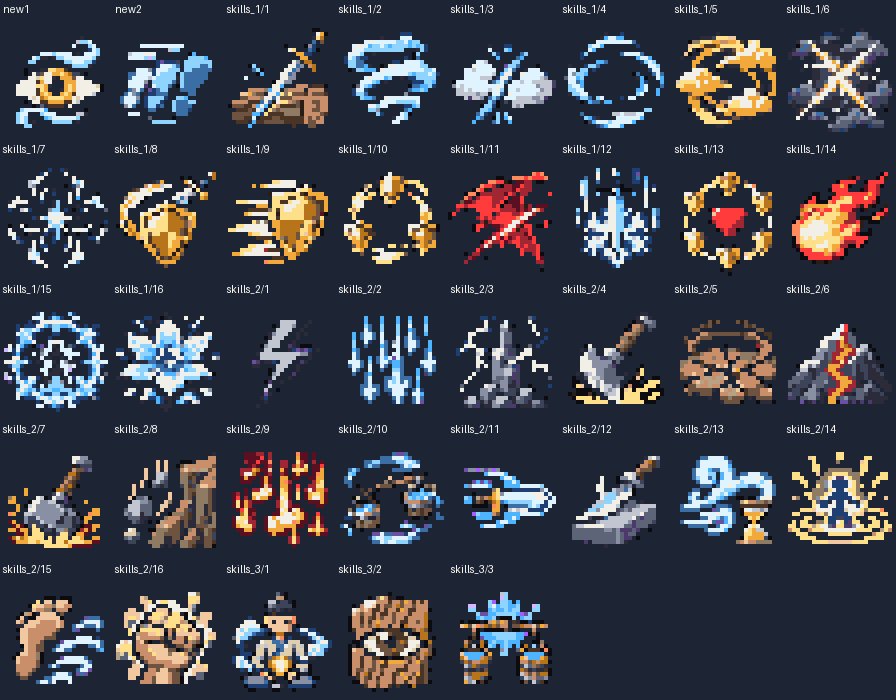 new1 new2 skills_1/1 skills_1/2 skills_1/3 skills_1/4 skills_1/5 skills_1/6
skills_1/7 skills_1/8 skills_1/9 skills_1/10 skills_1/11 skills_1/12 skills_1/13 skills_1/14
skills_1/15 skills_1/16 skills_2/1 skills_2/2 skills_2/3 skills_2/4 skills_2/5 skills_2/6
skills_2/7 skills_2/8 skills_2/9 skills_2/10 skills_2/11 skills_2/12 skills_2/13 skills_2/14
skills_2/15 skills_2/16 skills_3/1 skills_3/2 skills_3/3